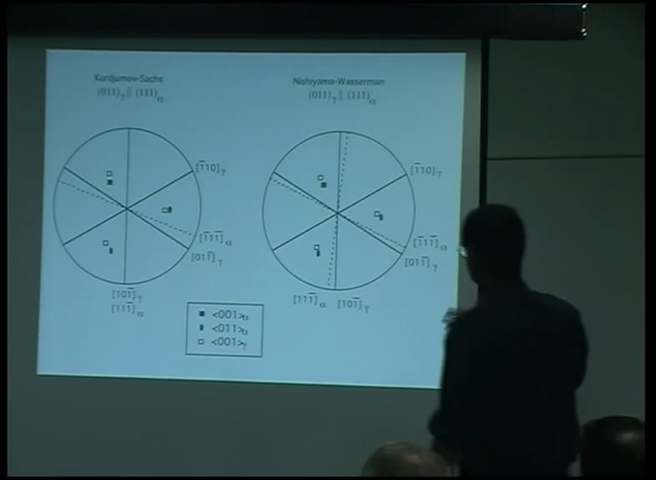 Kurdjumov-Sachs
(011)γ || (111)α
Nishiyama-Wasserman
(011)γ || (111)α
[1̅10]γ
[1̅11̅]α
[011̅]γ
[101̅]γ
[111̅]α
[1̅10]γ
[1̅11̅]α
[011̅]γ
[111̅]α [101̅]γ
<001>α
<011>α
<001>γ